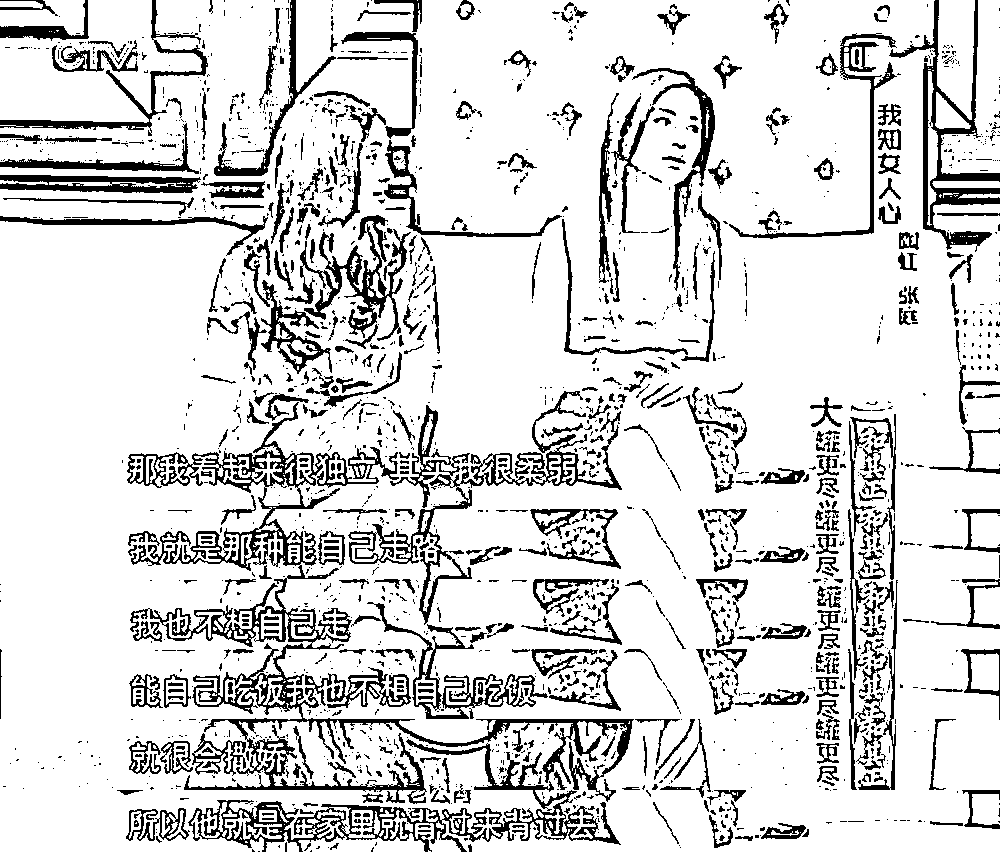 CTV
我知女人心
陶虹 张庭
大
那我看起来很独立 其实我很柔弱
我就是那种能自己走路
我也不想自己走
能自己吃饭我也不想自己吃饭
就很会撒娇
所以他就是在家里就背过来背过去